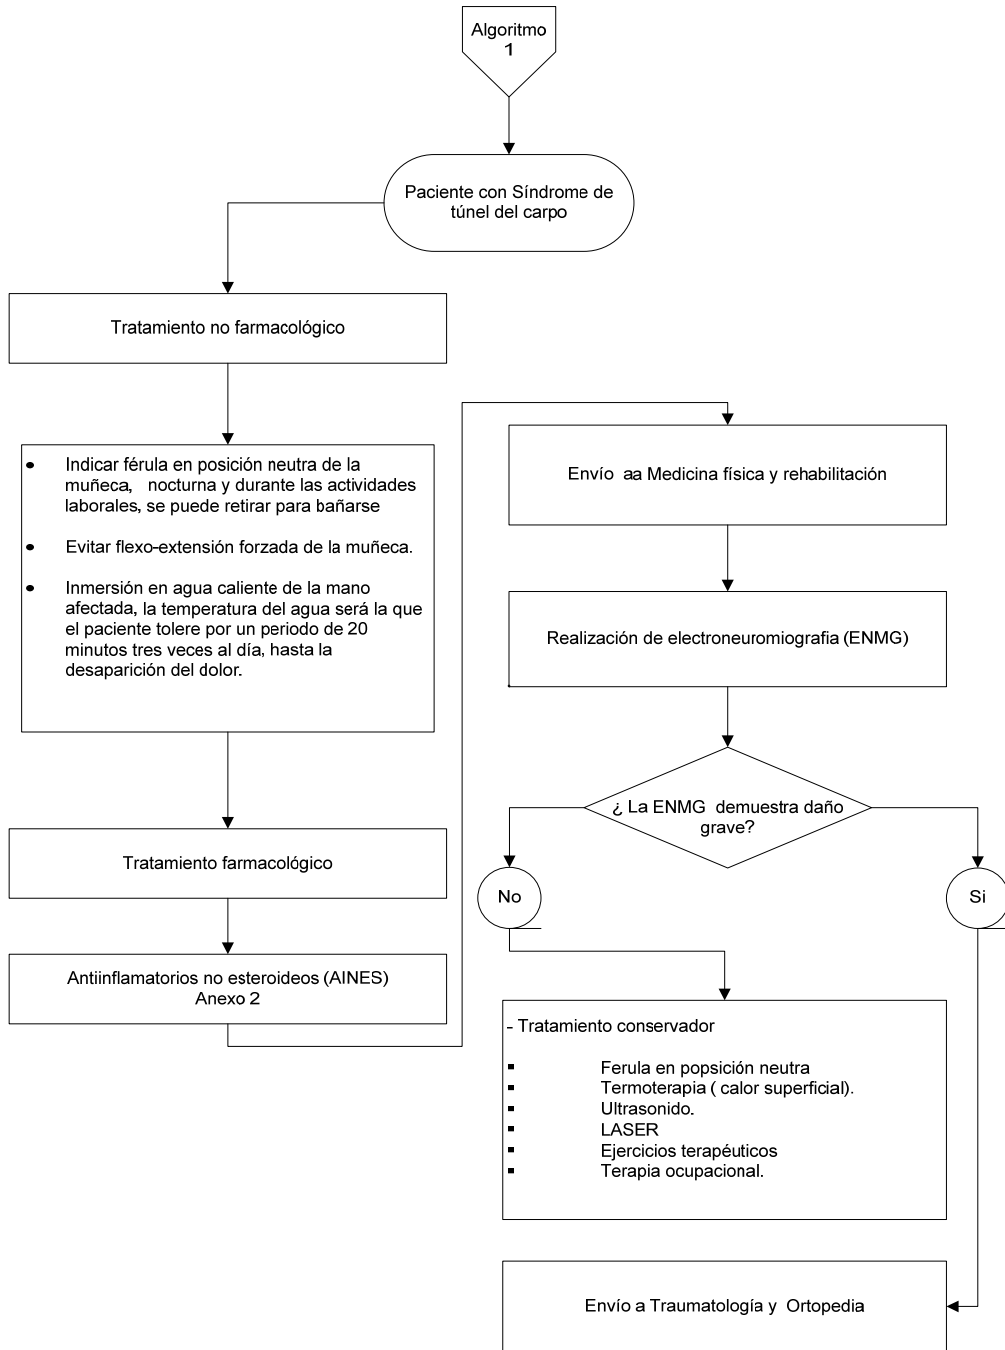 Algoritmo
1
Paciente con Síndrome de
túnel del carpo
Tratamiento no farmacológico
• Indicar férula en posición neutra de la
muñeca, nocturna y durante las actividades
laborales, se puede retirar para bañarse
• Evitar flexo-extensión forzada de la muñeca.
• Inmersión en agua caliente de la mano
afectada, la temperatura del agua será la que
el paciente tolere por un periodo de 20
minutos tres veces al día, hasta la
desaparición del dolor.
Tratamiento farmacológico
Antiinflamatorios no esteroideos (AINES)
Anexo 2
Envío aa Medicina física y rehabilitación
Realización de electroneuromiografia (ENMG)
¿ La ENMG demuestra daño
grave?
No
Si
- Tratamiento conservador
▪ Ferula en popsición neutra
▪ Termoterapia ( calor superficial).
▪ Ultrasonido.
▪ LASER
▪ Ejercicios terapéuticos
▪ Terapia ocupacional.
Envío a Traumatología y Ortopedia